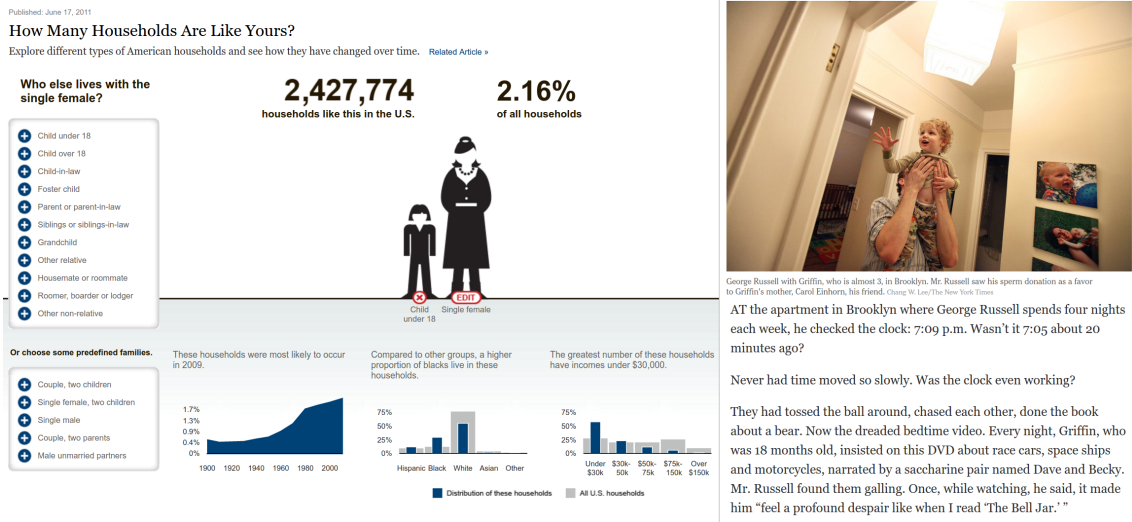 Published: June 17, 2011
How Many Households Are Like Yours?
Explore different types of American households and see how they have changed over time. Related Article »
Who else lives with the
single female?
Child under 18
Child over 18
Child-in-law
Foster child
Parent or parent-in-law
Siblings or siblings-in-law
Grandchild
Other relative
Housemate or roommate
Roomer, boarder or lodger
Other non-relative
2,427,774
households like this in the U.S.
2.16%
of all households
EDIT
Child
under 18
Single female
Or choose some predefined families.
Couple, two children
Single female, two children
Single male
Couple, two parents
Male unmarried partners
These households were most likely to occur
in 2009.
1.7%
1.3%
0.9%
0.4%
0%
1900 1920 1940 1960 1980 2000
Compared to other groups, a higher
proportion of blacks live in these
households.
75%
50%
25%
0%
Hispanic Black White Asian Other
The greatest number of these households
have incomes under $30,000.
75%
50%
25%
0%
Under $30k- $50k- $75k- Over
$30k 50k 75k 150k $150k
Distribution of these households All U.S. households
George Russell with Griffin, who is almost 3, in Brooklyn. Mr. Russell saw his sperm donation as a favor
to Griffin's mother, Carol Einhorn, his friend. Chang W. Lee/The New York Times
AT the apartment in Brooklyn where George Russell spends four nights
each week, he checked the clock: 7:09 p.m. Wasn't it 7:05 about 20
minutes ago?
Never had time moved so slowly. Was the clock even working?
They had tossed the ball around, chased each other, done the book
about a bear. Now the dreaded bedtime video. Every night, Griffin, who
was 18 months old, insisted on this DVD about race cars, space ships
and motorcycles, narrated by a saccharine pair named Dave and Becky.
Mr. Russell found them galling. Once, while watching, he said, it made
him “feel a profound despair like when I read ‘The Bell Jar.’ ”